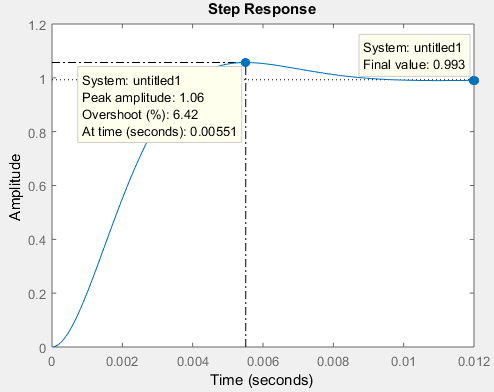 Step Response
System: untitled1
Final value: 0.993
System: untitled1
Peak amplitude: 1.06
Overshoot (%): 6.42
At time (seconds): 0.00551
Amplitude
1.2
1
0.8
0.6
0.4
0.2
0
0 0.002 0.004 0.006 0.008 0.01 0.012
Time (seconds)